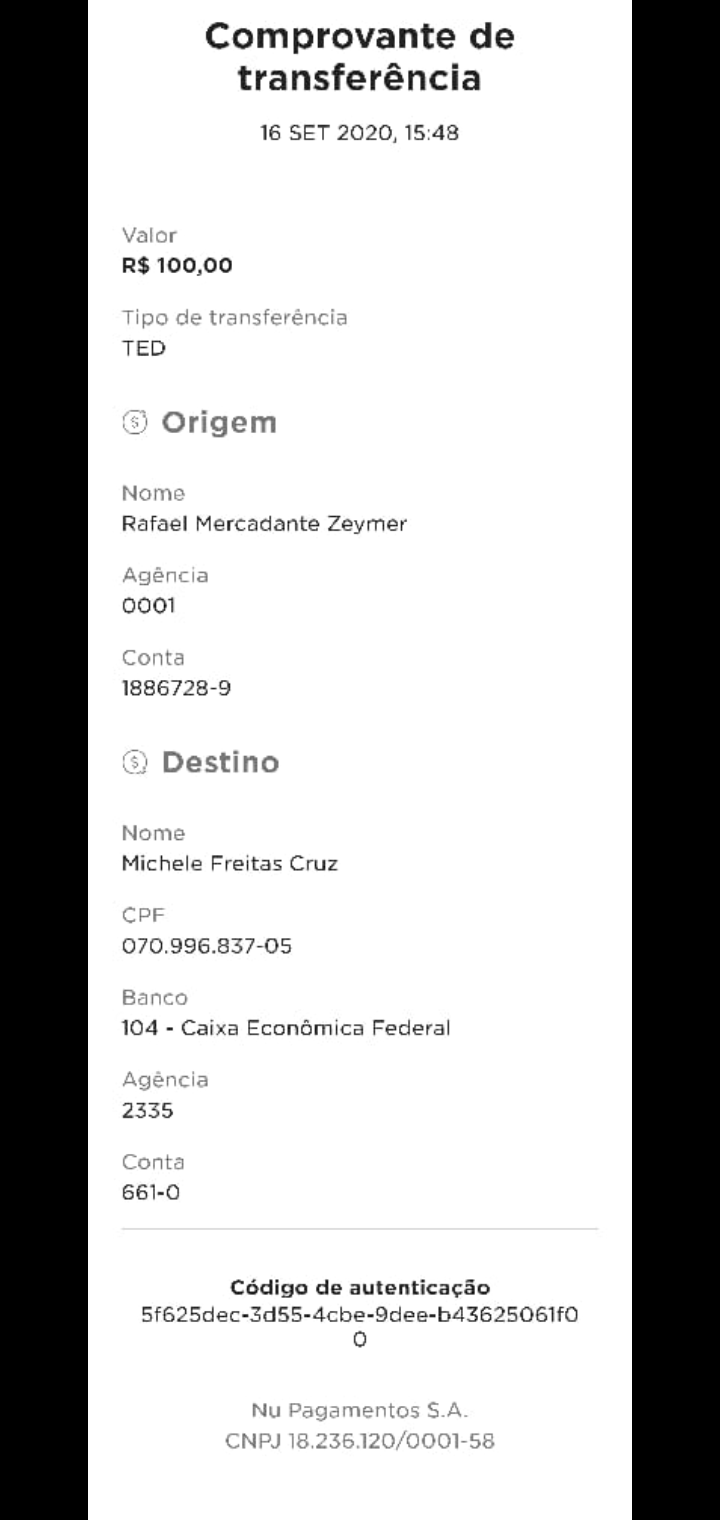 Comprovante de
transferência
16 SET 2020, 15:48
Valor
R$ 100,00
Tipo de transferência
TED
Origem
Nome
Rafael Mercadante Zeymer
Agência
0001
Conta
1886728-9
Destino
Nome
Michele Freitas Cruz
CPF
070.996.837-05
Banco
104 - Caixa Econômica Federal
Agência
2335
Conta
661-0
Código de autenticação
5f625dec-3d55-4cbe-9dee-b43625061f0
0
Nu Pagamentos S.A.
CNPJ 18.236.120/0001-58